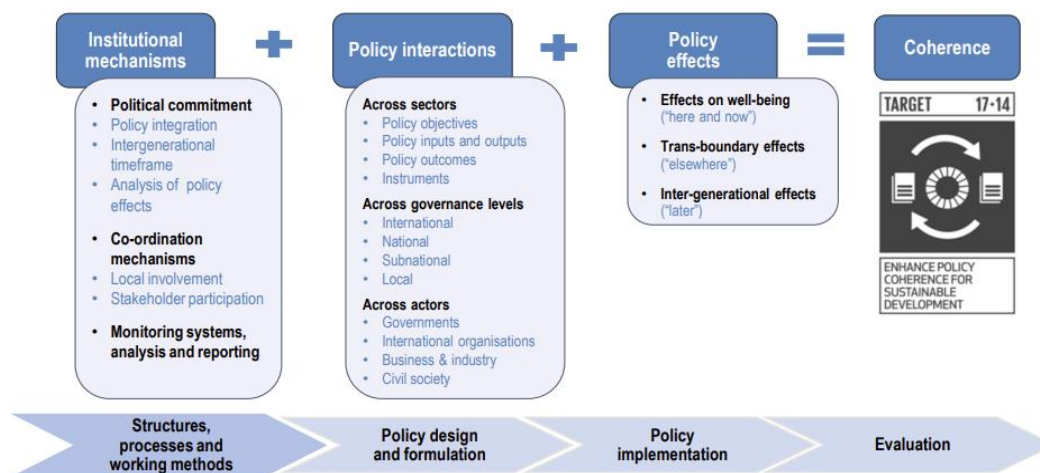 Institutional
mechanisms
+
Policy interactions
+
Policy
effects
=
Coherence
• Political commitment
• Policy integration
• Intergenerational
timeframe
• Analysis of policy
effects
• Co-ordination
mechanisms
• Local involvement
• Stakeholder participation
• Monitoring systems,
analysis and reporting
Across sectors
• Policy objectives
• Policy inputs and outputs
• Policy outcomes
• Instruments
Across governance levels
• International
• National
• Subnational
• Local
Across actors
• Governments
• International organisations
• Business & industry
• Civil society
• Effects on well-being
("here and now")
• Trans-boundary effects
("elsewhere")
• Inter-generational effects
("later")
TARGET 17·14
ENHANCE POLICY
COHERENCE FOR
SUSTAINABLE
DEVELOPMENT
Structures,
processes and
working methods
Policy design
and formulation
Policy
implementation
Evaluation